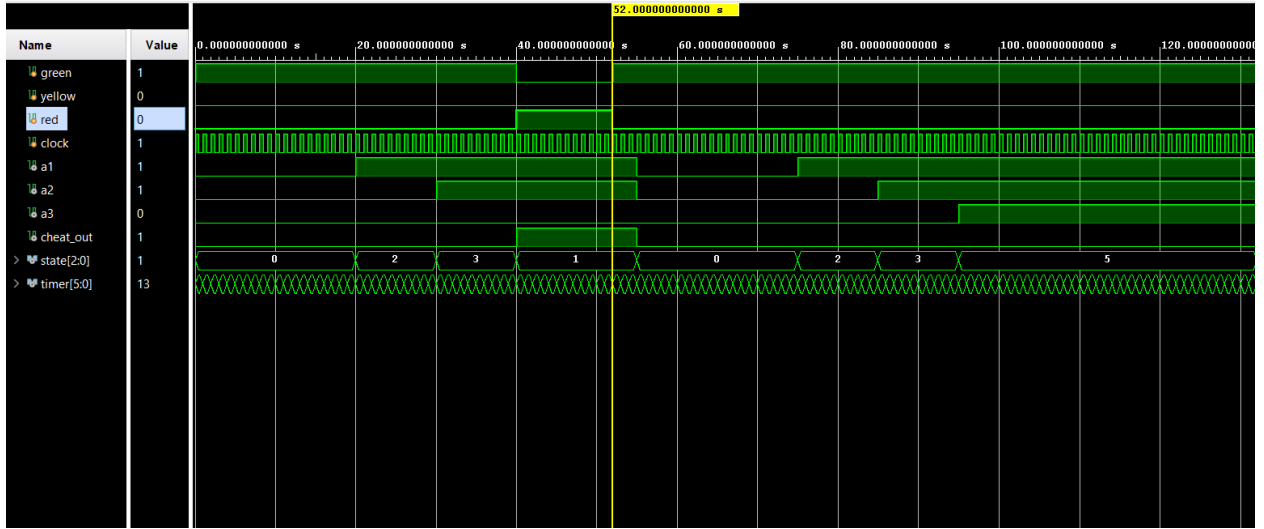 52.000000000000 s
Name Value 0.000000000000 s 20.000000000000 s 40.000000000000 s 60.000000000000 s 80.000000000000 s 100.000000000000 s 120.00000000000
green 1
yellow 0
red 0
clock 1
a1 1
a2 1
a3 0
cheat_out 1
state[2:0] 1 0 2 3 1 0 2 3 5
timer[5:0] 13